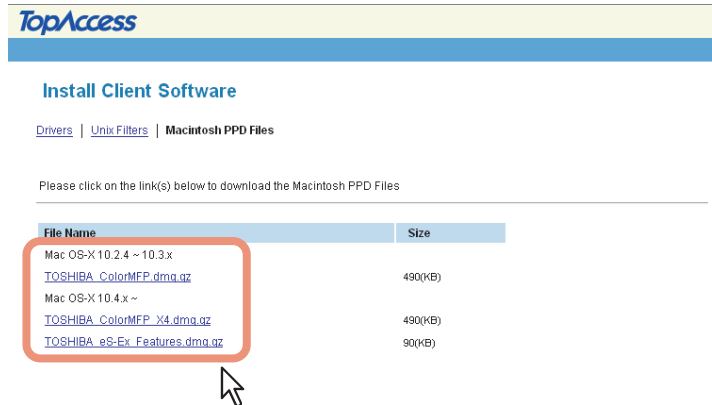 TopAccess
Install Client Software
Drivers | Unix Filters | Macintosh PPD Files
Please click on the link(s) below to download the Macintosh PPD Files
File Name Size
Mac OS-X 10.2.4 ~ 10.3.x
TOSHIBA_ColorMFP.dmg.gz 490(KB)
Mac OS-X 10.4.x ~
TOSHIBA_ColorMFP_X4.dmg.gz 490(KB)
TOSHIBA_eS-Ex_Features.dmg.gz 90(KB)